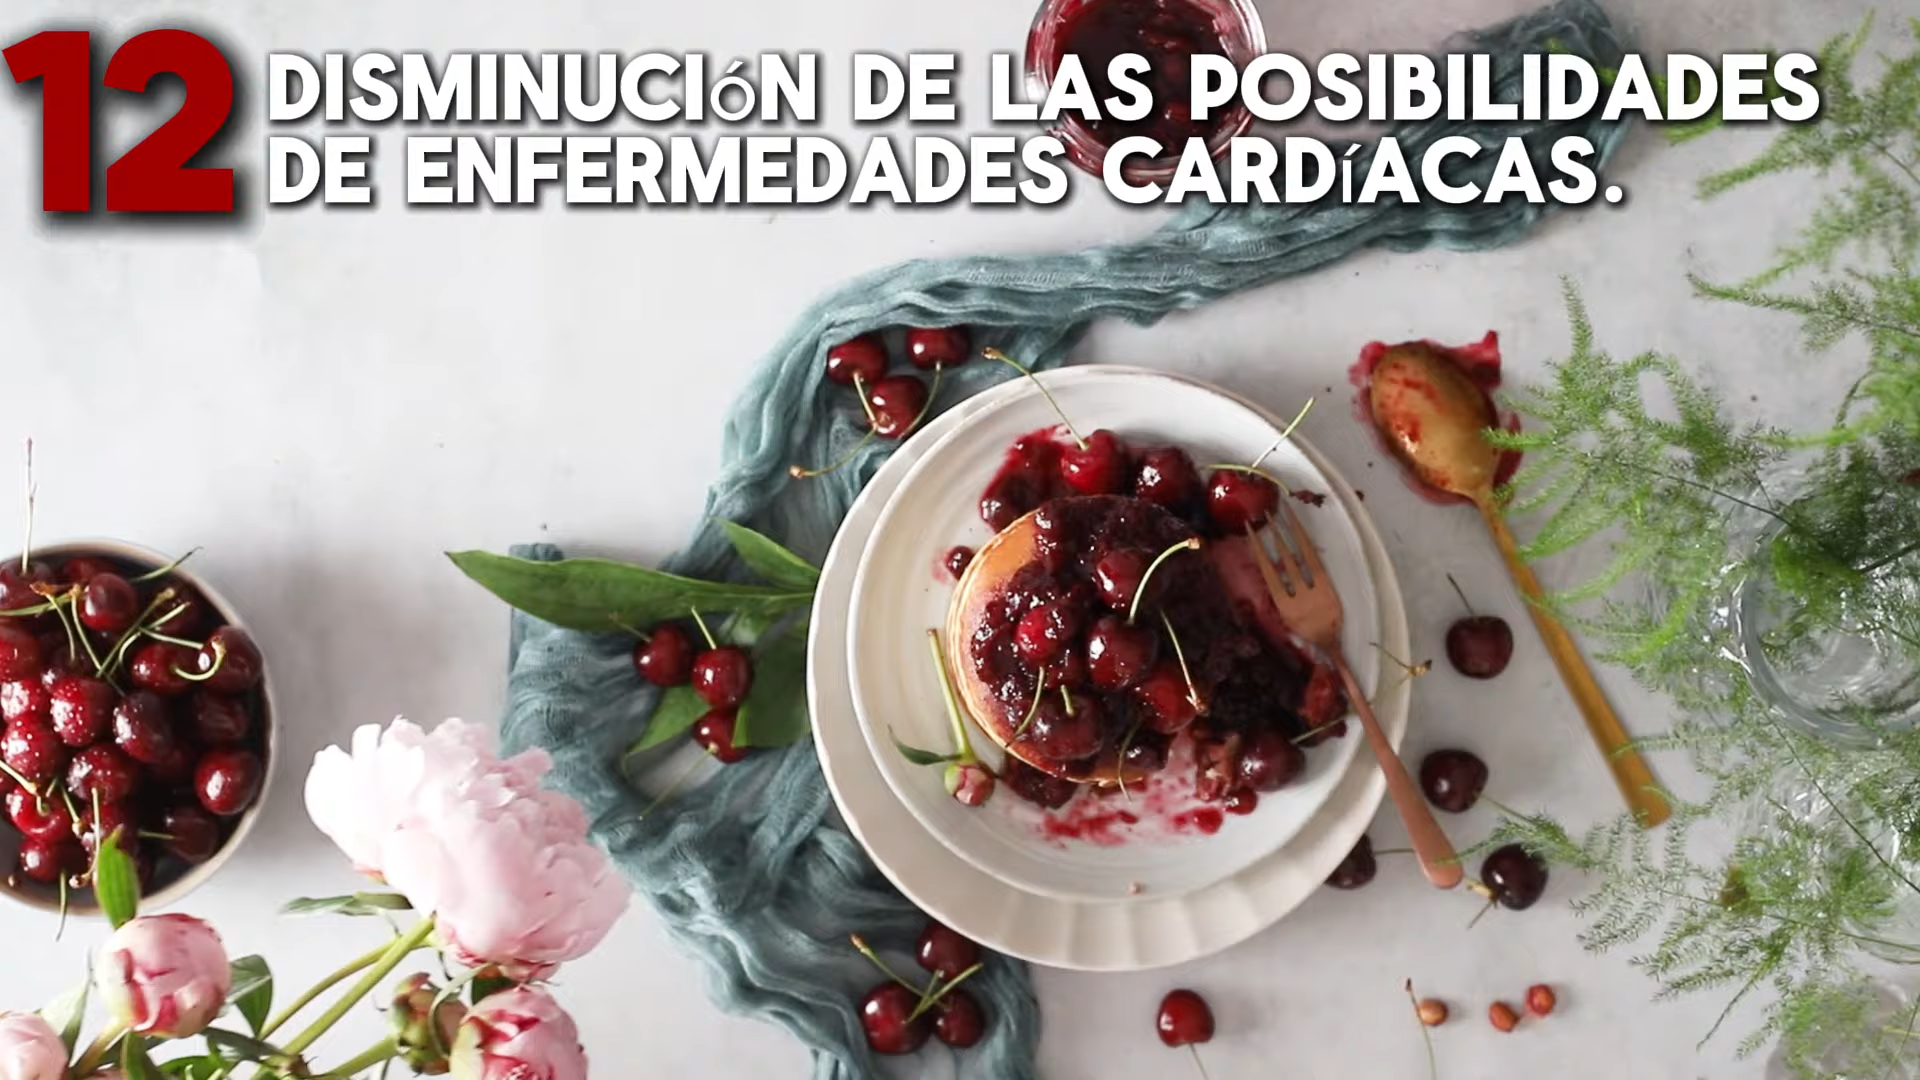 12 DISMINUCIóN DE LAS POSIBILIDADES
DE ENFERMEDADES CARDíACAS.